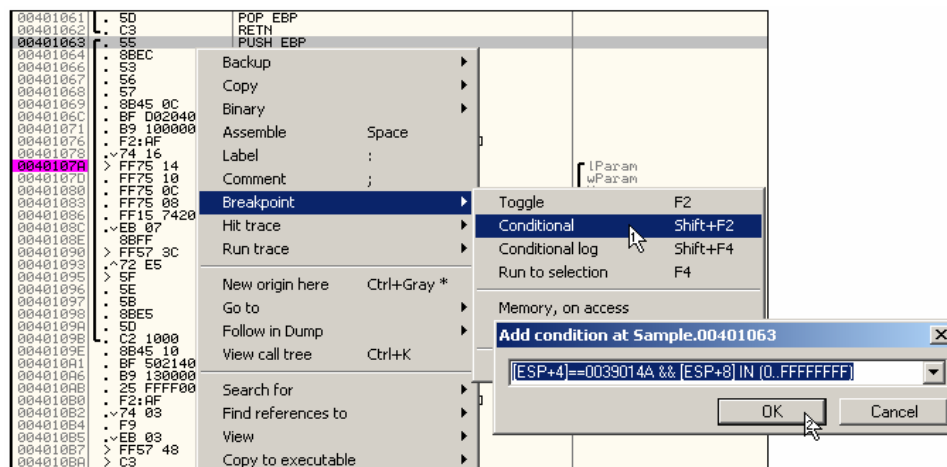 00401061 . 5D POP EBP
00401062 . C3 RETN
00401063 . 55 PUSH EBP
00401064 . 8BEC
00401066 . 53
00401067 . 56
00401068 . 57
00401069 . 8B45 0C
0040106C . BF D02040
00401071 . B9 100000
00401076 . F2:AF
00401078 .v74 16
0040107A > FF75 14 lParam
0040107D . FF75 10 wParam
00401080 . FF75 0C
00401083 . FF75 08
00401086 . FF15 7420
0040108C .vEB 07
0040108E 8BFF
00401090 > FF57 3C
00401093 .^72 E5
00401095 > 5F
00401096 . 5E
00401097 . 5B
00401098 . 8BE5
0040109A . 5D
0040109B . C2 1000
0040109E . 8B45 10
004010A1 . BF 502140
004010A6 . B9 130000
004010AB . 25 FFFF00
004010B0 . F2:AF
004010B2 .v74 03
004010B4 . F9
004010B5 .vEB 03
004010B7 > FF57 48
004010BA > C3
Backup
Copy
Binary
Assemble Space
Label :
Comment ;
Breakpoint
Hit trace
Run trace
New origin here Ctrl+Gray *
Go to
Follow in Dump
View call tree Ctrl+K
Search for
Find references to
View
Copy to executable
Toggle F2
Conditional Shift+F2
1
Conditional log Shift+F4
Run to selection F4
Memory, on access
Add condition at Sample.00401063
[ESP+4]==0039014A && [ESP+8] IN (0..FFFFFFFF)
OK Cancel
2